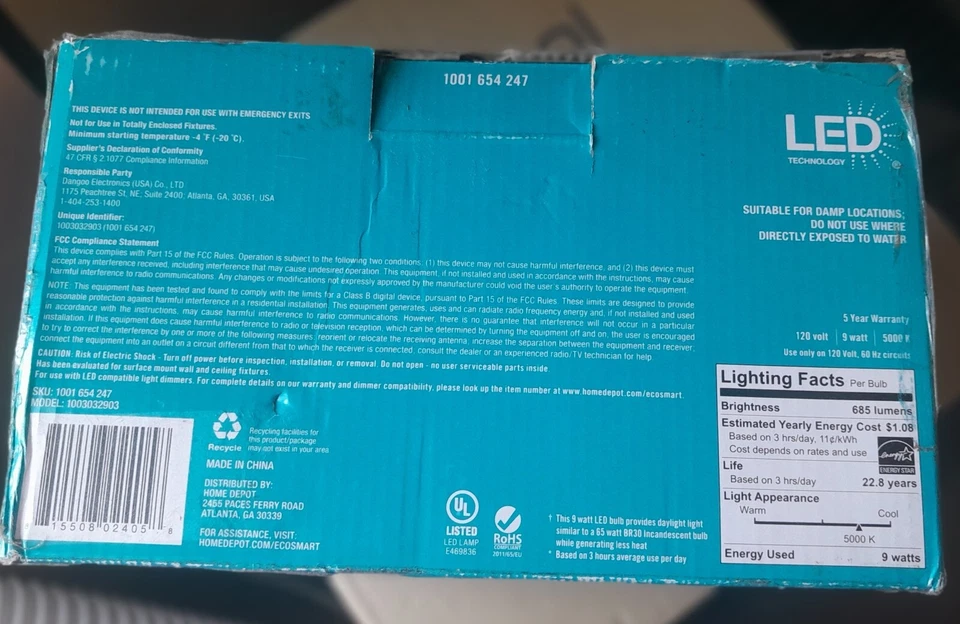 1001 654 247
THIS DEVICE IS NOT INTENDED FOR USE WITH EMERGENCY EXITS
Not for Use in Totally Enclosed Fixtures.
Minimum starting temperature -4 °F (-20 °C).
Supplier's Declaration of Conformity
47 CFR § 2.1077 Compliance Information
Responsible Party
Dangoo Electronics (USA) Co., LTD
1175 Peachtree St, NE, Suite 2400; Atlanta, GA, 30361, USA
1-404-253-1400
Unique Identifier:
1003032903 (1001 654 247)
FCC Compliance Statement
This device complies with Part 15 of the FCC Rules. Operation is subject to the following two conditions: (1) this device may not cause harmful interference, and (2) this device must
accept any interference received, including interference that may cause undesired operation. This equipment, if not installed and used in accordance with the instructions, may cause
harmful interference to radio communications. Any changes or modifications not expressly approved by the manufacturer could void the user's authority to operate the equipment.
NOTE: This equipment has been tested and found to comply with the limits for a Class B digital device, pursuant to Part 15 of the FCC Rules. These limits are designed to provide
reasonable protection against harmful interference in a residential installation. This equipment generates, uses and can radiate radio frequency energy and, if not installed and used
in accordance with the instructions, may cause harmful interference to radio communications. However, there is no guarantee that interference will not occur in a particular
installation. If this equipment does cause harmful interference to radio or television reception, which can be determined by turning the equipment off and on, the user is encouraged
to try to correct the interference by one or more of the following measures: reorient or relocate the receiving antenna; increase the separation between the equipment and receiver;
connect the equipment into an outlet on a circuit different from that to which the receiver is connected; consult the dealer or an experienced radio/TV technician for help.
CAUTION: Risk of Electric Shock - Turn off power before inspection, installation, or removal. Do not open - no user serviceable parts inside.
Has been evaluated for surface mount wall and ceiling fixtures.
For use with LED compatible light dimmers. For complete details on our warranty and dimmer compatibility, please look up the item number at www.homedepot.com/ecosmart.
SKU: 1001 654 247
MODEL: 1003032903
5 15508 02405 8
Recycle
Recycling facilities for
this product/package
may not exist in your area
MADE IN CHINA
DISTRIBUTED BY:
HOME DEPOT
2455 PACES FERRY ROAD
ATLANTA, GA 30339
FOR ASSISTANCE, VISIT:
HOMEDEPOT.COM/ECOSMART
UL
LISTED
LED LAMP
E469836
RoHS
COMPLIANT
2011/65/EU
† This 9 watt LED bulb provides daylight light
similar to a 65 watt BR30 Incandescent bulb
while generating less heat
* Based on 3 hours average use per day
LED
TECHNOLOGY
SUITABLE FOR DAMP LOCATIONS;
DO NOT USE WHERE
DIRECTLY EXPOSED TO WATER
5 Year Warranty
120 volt | 9 watt | 5000 K
Use only on 120 Volt, 60 Hz circuits
Lighting Facts Per Bulb
Brightness 685 lumens
Estimated Yearly Energy Cost $1.08
Based on 3 hrs/day, 11¢/kWh
Cost depends on rates and use
energy
ENERGY STAR
Life
Based on 3 hrs/day 22.8 years
Light Appearance
Warm Cool
5000 K
Energy Used 9 watts